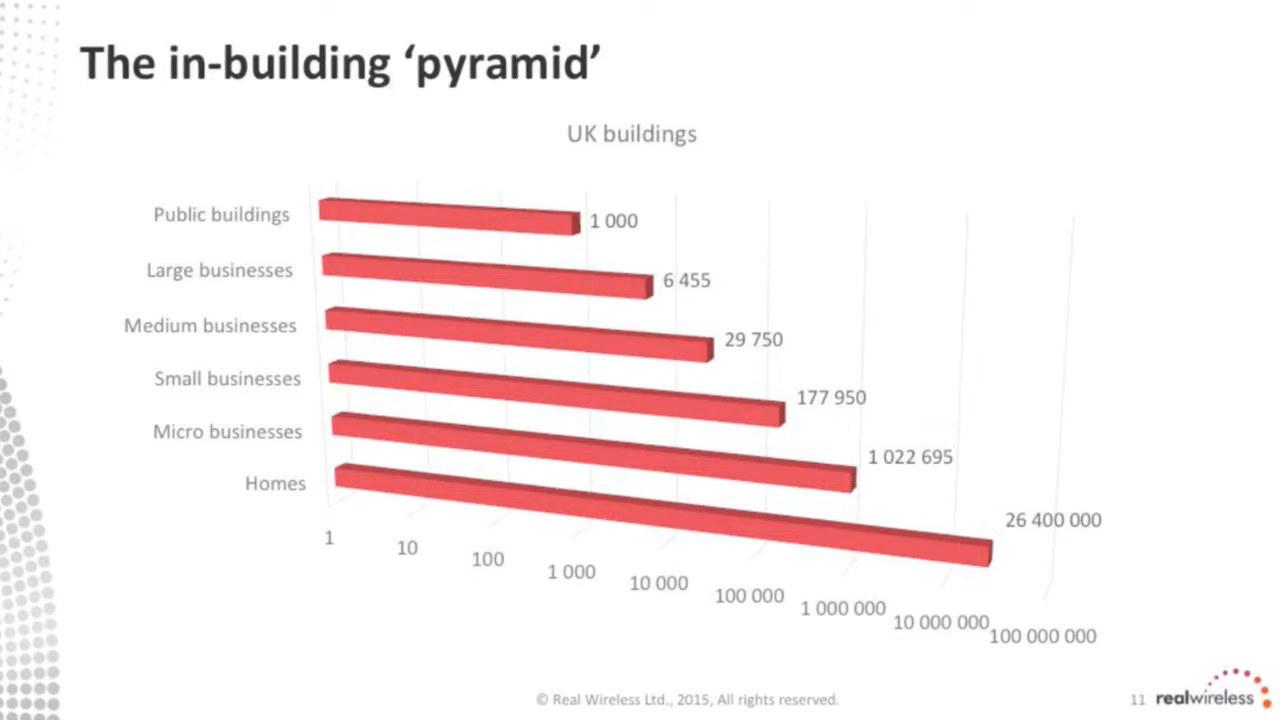 The in-building ‘pyramid’
UK buildings
Public buildings
1 000
Large businesses
6 455
Medium businesses
29 750
Small businesses
177 950
Micro businesses
1 022 695
Homes
26 400 000
1
10
100
1 000
10 000
100 000
1 000 000
10 000 000
100 000 000
© Real Wireless Ltd., 2015, All rights reserved.
11
realwireless